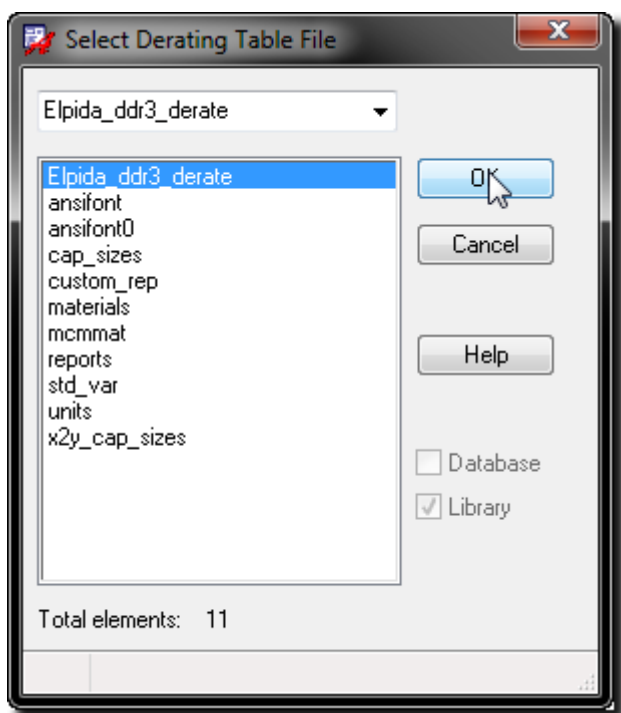 Select Derating Table File
Elpida_ddr3_derate
Elpida_ddr3_derate
ansifont
ansifont0
cap_sizes
custom_rep
materials
mcmmat
reports
std_var
units
x2y_cap_sizes
OK
Cancel
Help
Database
Library
Total elements: 11